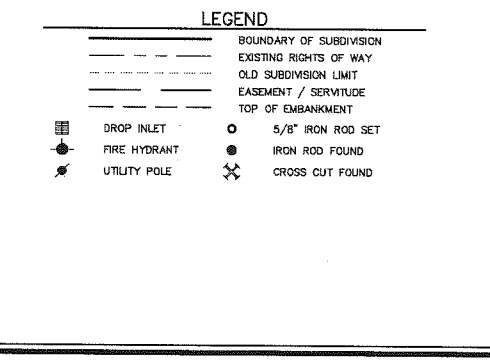 LEGEND
BOUNDARY OF SUBDIVISION
EXISTING RIGHTS OF WAY
OLD SUBDIVISION LIMIT
EASEMENT / SERVITUDE
TOP OF EMBANKMENT
DROP INLET 5/8" IRON ROD SET
FIRE HYDRANT IRON ROD FOUND
UTILITY POLE CROSS CUT FOUND